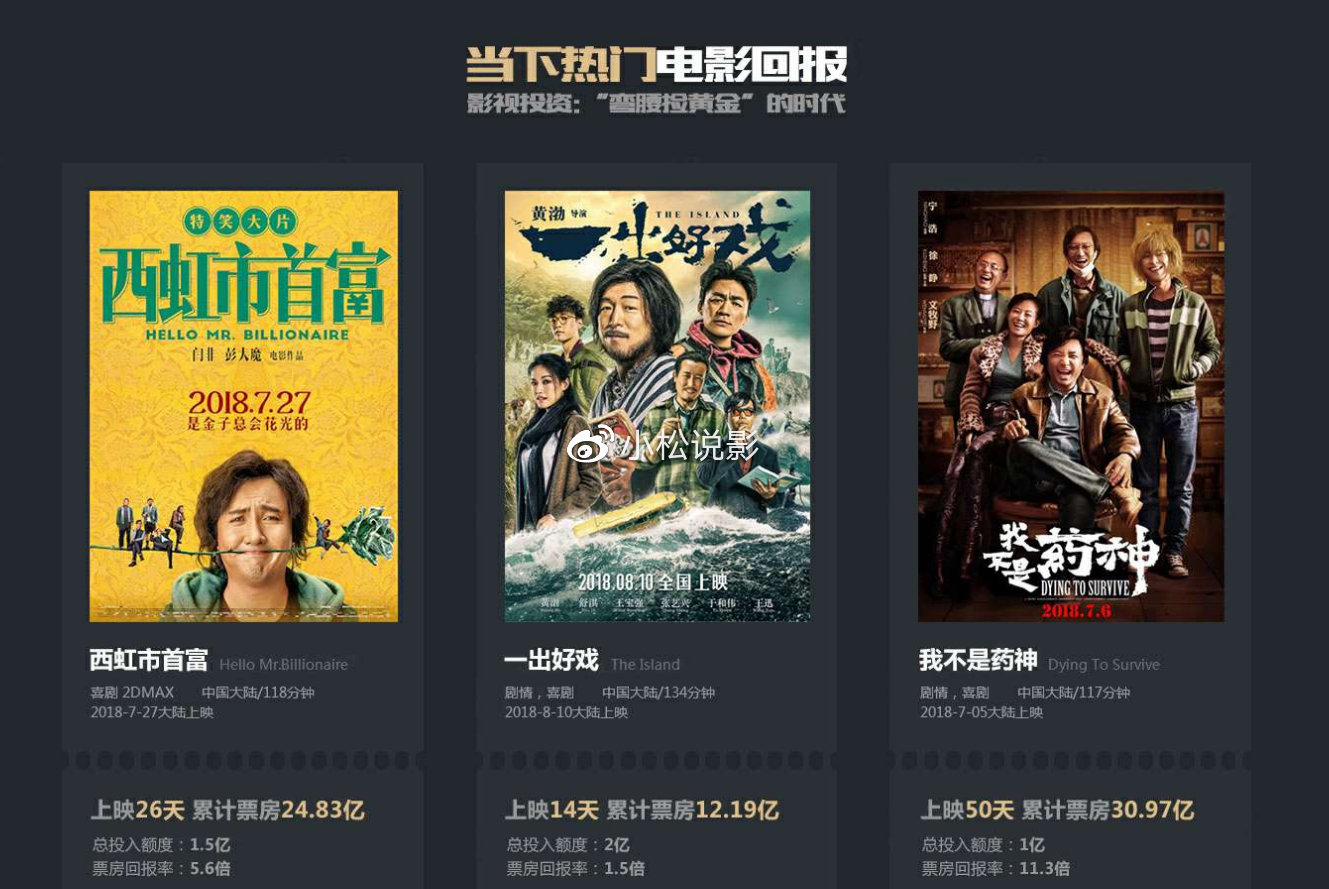 当下热门电影回报
影视投资:“弯腰捡黄金”的时代
特笑大片
西虹市首富
HELLO MR. BILLIONAIRE
闫非 彭大魔 电影作品
2018.7.27
是金子总会花光的
西虹市首富 Hello Mr.Billionaire
喜剧 2DMAX 中国大陆/118分钟
2018-7-27大陆上映
上映26天 累计票房24.83亿
总投入额度:1.5亿
票房回报率:5.6倍
黄渤 导演
THE ISLAND
一出好戏
小松说影
2018.08.10 全国上映
黄渤 舒淇 王宝强 张艺兴 于和伟 王迅
一出好戏 The Island
剧情,喜剧 中国大陆/134分钟
2018-8-10大陆上映
上映14天 累计票房12.19亿
总投入额度:2亿
票房回报率:1.5倍
宁浩
徐峥
文牧野
我不是药神
DYING TO SURVIVE
2018.7.6
我不是药神 Dying To Survive
剧情,喜剧 中国大陆/117分钟
2018-7-05大陆上映
上映50天 累计票房30.97亿
总投入额度:1亿
票房回报率:11.3倍